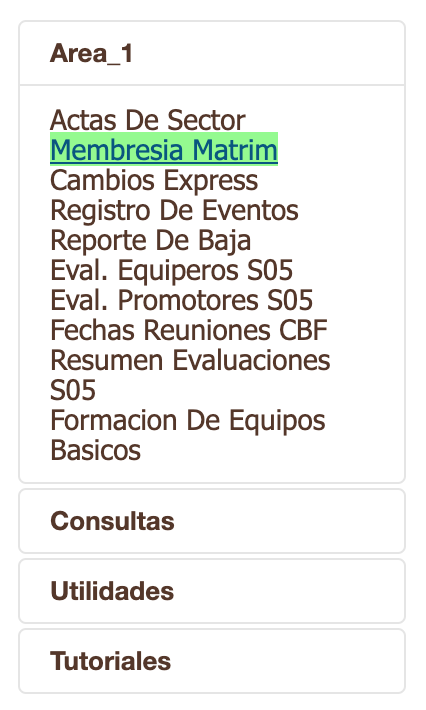 Area_1
Actas De Sector
Membresia Matrim
Cambios Express
Registro De Eventos
Reporte De Baja
Eval. Equiperos S05
Eval. Promotores S05
Fechas Reuniones CBF
Resumen Evaluaciones
S05
Formacion De Equipos
Basicos
Consultas
Utilidades
Tutoriales